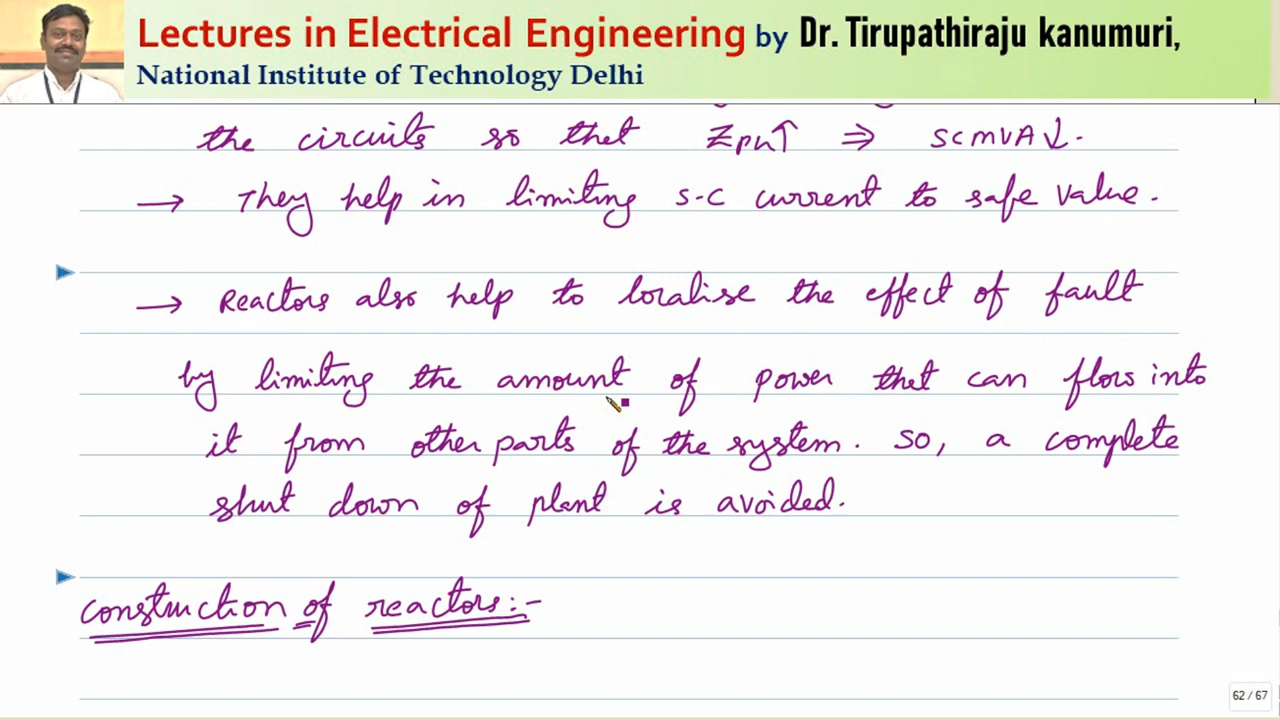 Lectures in Electrical Engineering by Dr. Tirupathiraju kanumuri,
National Institute of Technology Delhi
the circuits so that Zph↑ ⇒ SCMVA↓.
→ They help in limiting S-C current to safe value.
→ Reactors also help to localise the effect of fault
by limiting the amount of power that can flow into
it from other parts of the system. So, a complete
shut down of plant is avoided.
construction of reactors:-
62 / 67